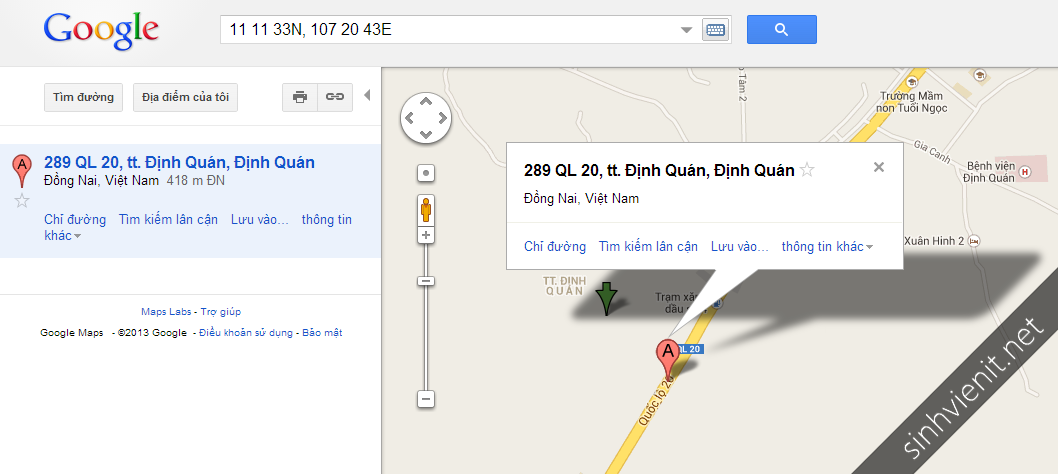 Google
11 11 33N, 107 20 43E
Tìm đường
Địa điểm của tôi
A
289 QL 20, tt. Định Quán, Định Quán
Đồng Nai, Việt Nam 418 m ĐN
Chỉ đường Tìm kiếm lân cận Lưu vào... thông tin
khác
Maps Labs - Trợ giúp
Google Maps - ©2013 Google - Điều khoản sử dụng - Bảo mật
Tà Tâm 2
Trường Mầm
non Tuổi Ngọc
Gia Canh
Bệnh viện
Định Quán
H
289 QL 20, tt. Định Quán, Định Quán
Đồng Nai, Việt Nam
Chỉ đường Tìm kiếm lân cận Lưu vào... thông tin khác
Xuân Hinh 2
TT. ĐỊNH
QUÁN
Trạm xăng
dầu
A
QL 20
Quốc lộ 20
sinhvienit.net